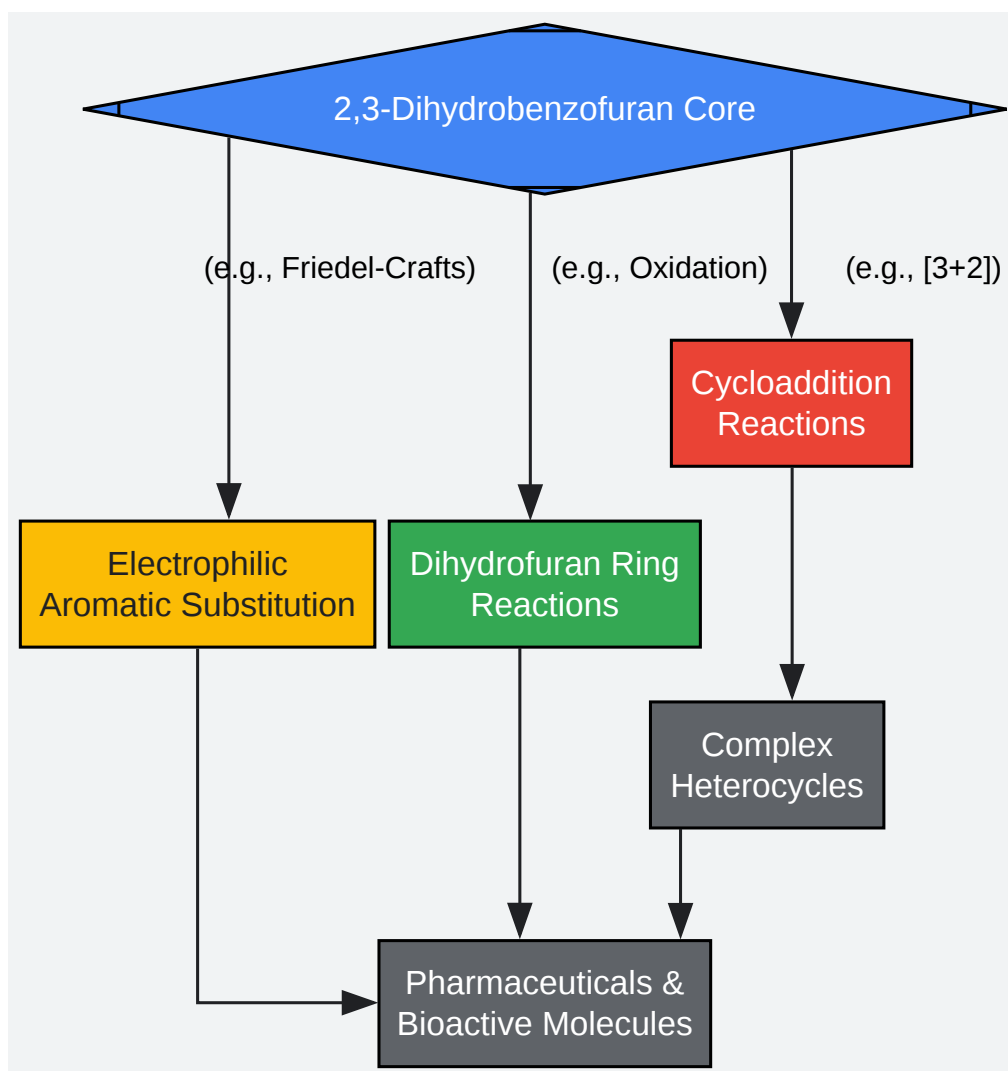 2,3-Dihydrobenzofuran Core
(e.g., Friedel-Crafts)
(e.g., Oxidation)
(e.g., [3+2])
Cycloaddition
Reactions
Electrophilic
Aromatic Substitution
Dihydrofuran Ring
Reactions
Complex
Heterocycles
Pharmaceuticals &
Bioactive Molecules